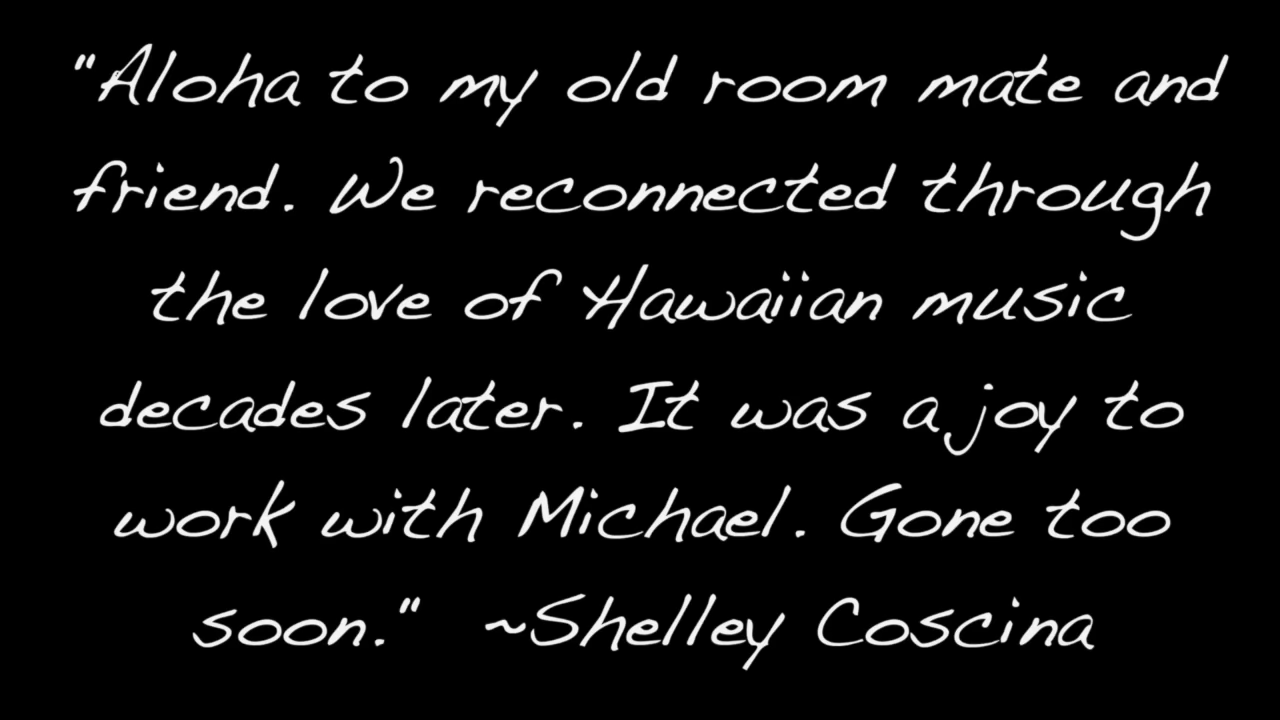 "Aloha to my old room mate and
friend. We reconnected through
the love of Hawaiian music
decades later. It was a joy to
work with Michael. Gone too
soon." ~Shelley Coscina